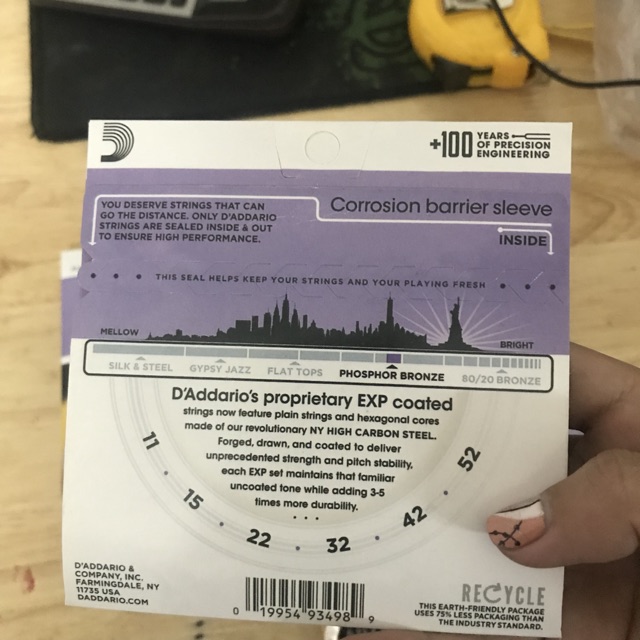 +100 YEARS OF PRECISION ENGINEERING
YOU DESERVE STRINGS THAT CAN
GO THE DISTANCE. ONLY D'ADDARIO
STRINGS ARE SEALED INSIDE & OUT
TO ENSURE HIGH PERFORMANCE.
Corrosion barrier sleeve
INSIDE
• • • THIS SEAL HELPS KEEP YOUR STRINGS AND YOUR PLAYING FRESH • • •
MELLOW
BRIGHT
SILK & STEEL GYPSY JAZZ FLAT TOPS PHOSPHOR BRONZE 80/20 BRONZE
D'Addario's proprietary EXP coated
strings now feature plain strings and hexagonal cores
made of our revolutionary NY HIGH CARBON STEEL.
Forged, drawn, and coated to deliver
unprecedented strength and pitch stability,
each EXP set maintains that familiar
uncoated tone while adding 3-5
times more durability.
• • •
11 • 15 • 22 • 32 • 42 • 52
D'ADDARIO &
COMPANY, INC.
FARMINGDALE, NY
11735 USA
DADDARIO.COM
0 19954 93498 9
RECYCLE
THIS EARTH-FRIENDLY PACKAGE
USES 75% LESS PACKAGING THAN
THE INDUSTRY STANDARD.